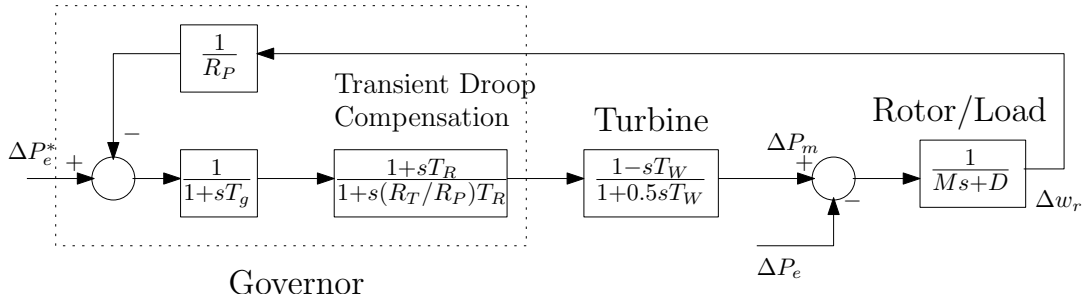 1
R_P
Transient Droop
Compensation
Turbine
Rotor/Load
ΔP_e^*
+
−
1
1+sT_g
1+sT_R
1+s(R_T/R_P)T_R
1−sT_W
1+0.5sT_W
ΔP_m
+
−
1
Ms+D
Δw_r
ΔP_e
Governor